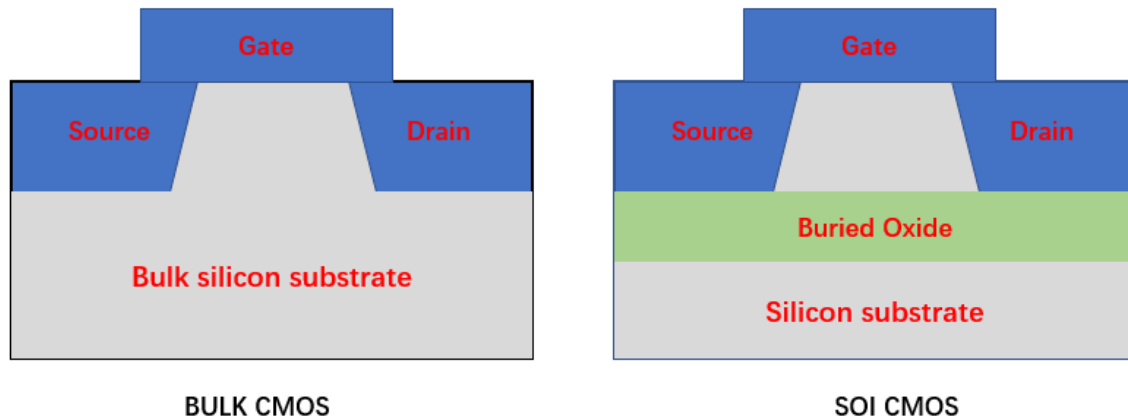 Gate
Source
Drain
Bulk silicon substrate
BULK CMOS
Gate
Source
Drain
Buried Oxide
Silicon substrate
SOI CMOS